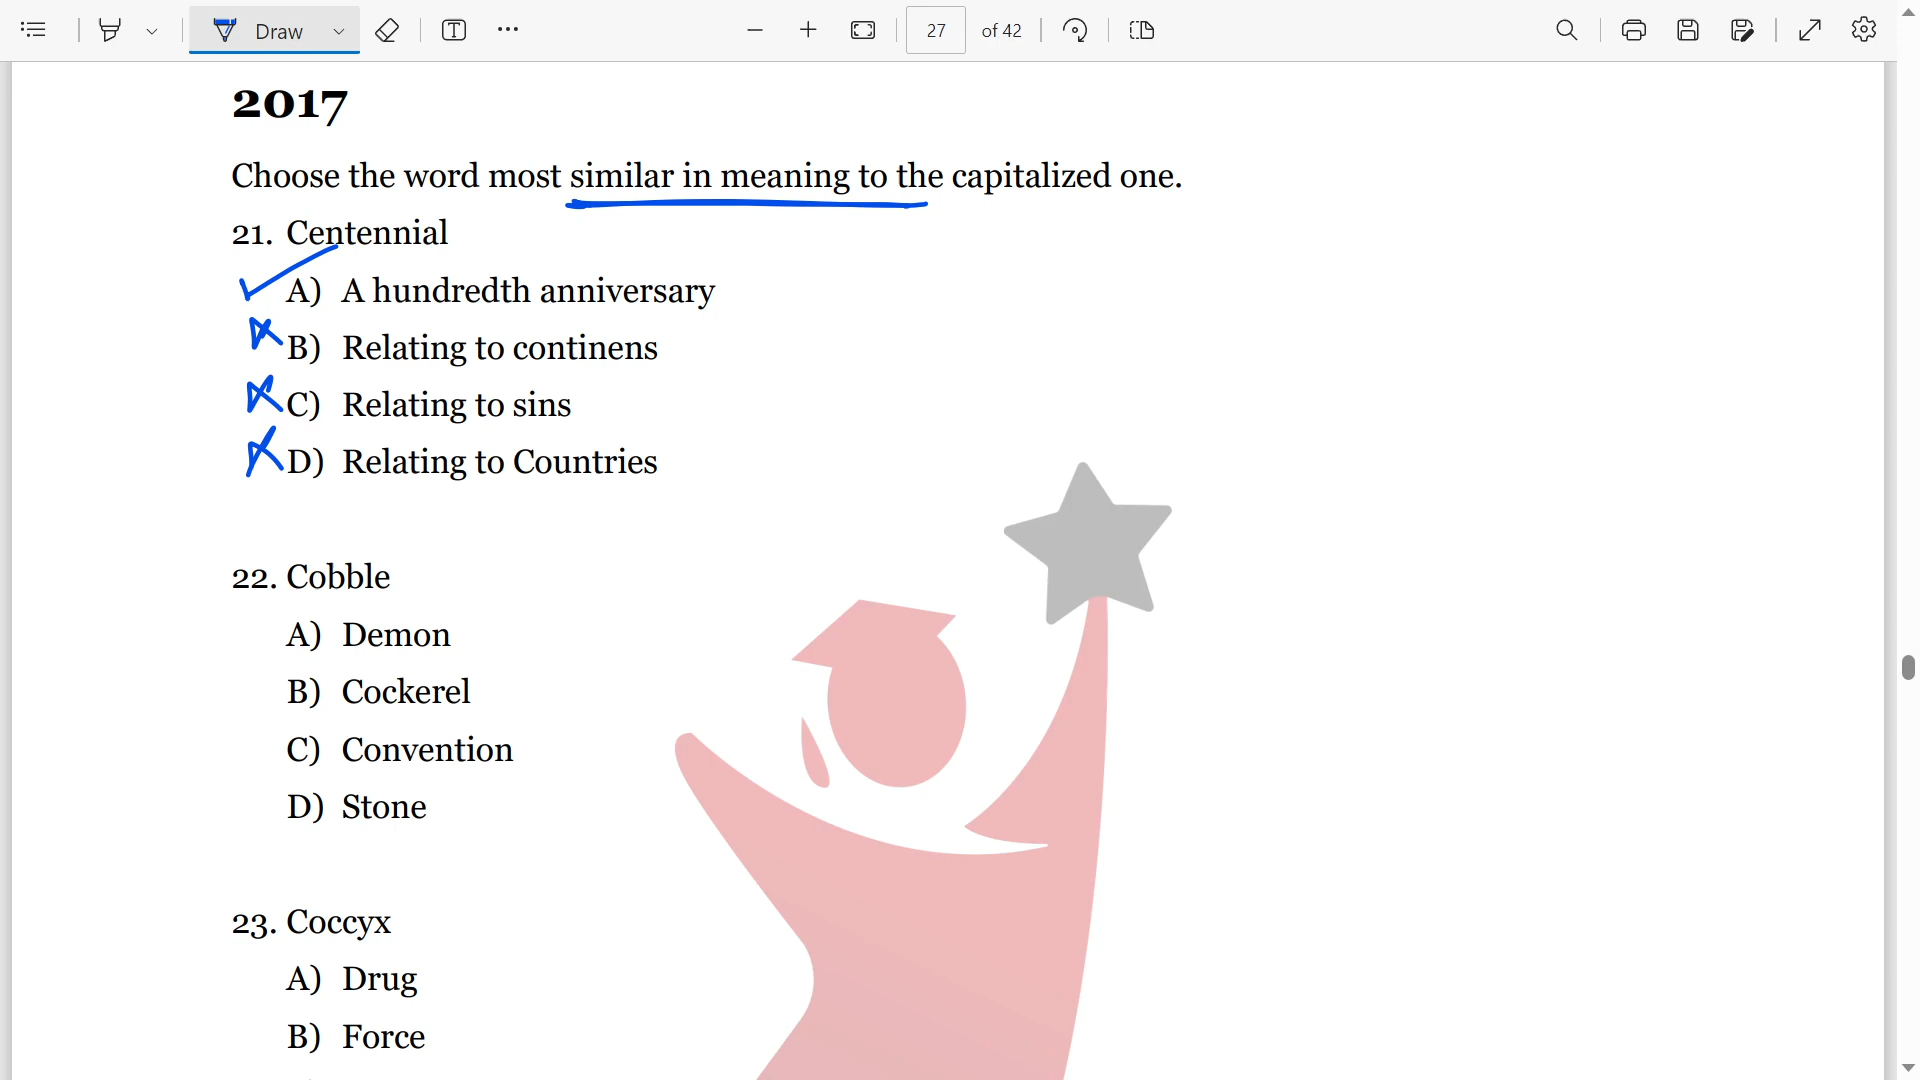 Draw
27
of 42
2017
Choose the word most similar in meaning to the capitalized one.
21. Centennial
A) A hundredth anniversary
B) Relating to continens
C) Relating to sins
D) Relating to Countries
22. Cobble
A) Demon
B) Cockerel
C) Convention
D) Stone
23. Coccyx
A) Drug
B) Force